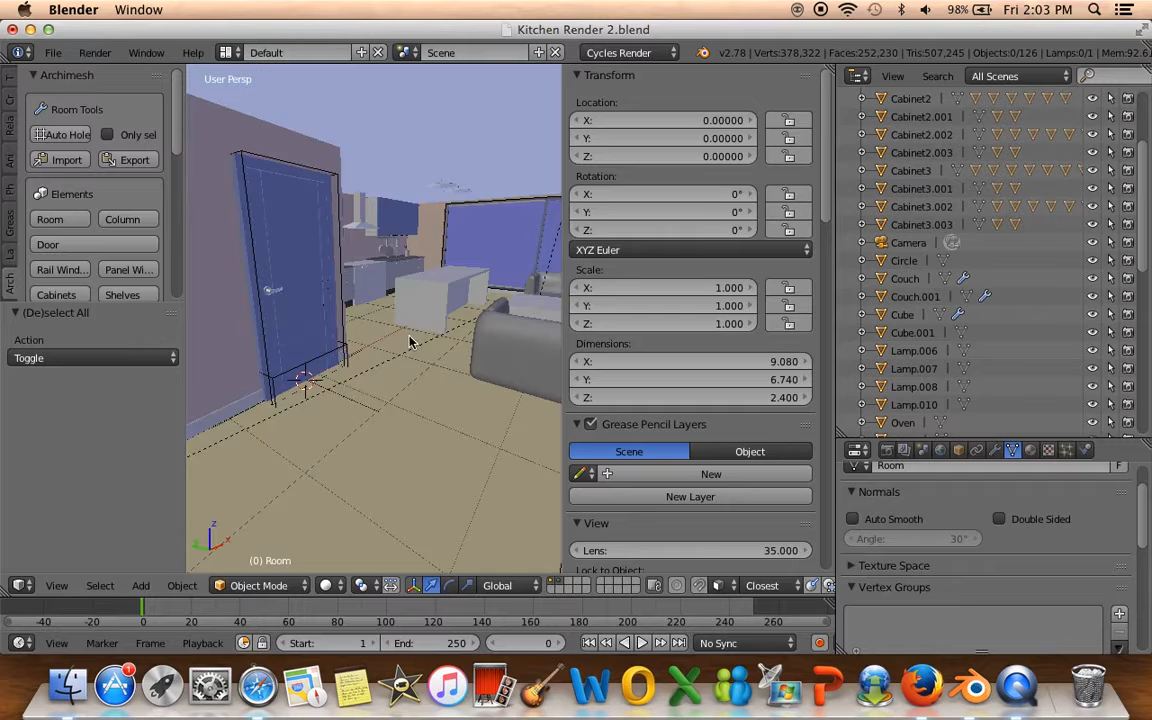 Blender Window 98% Fri 2:03 PM
Kitchen Render 2.blend
File Render Window Help Default Scene Cycles Render v2.78 | Verts:378,322 | Faces:252,230 | Tris:507,245 | Objects:0/126 | Lamps:0/1 | Mem:92.6
Archimesh
Room Tools
Auto Hole Only sel
Import Export
Elements
Room Column
Door
Rail Wind... Panel Wi...
Cabinets Shelves
T
Cr
Rela
Ani
Ph
Greas
La
Arch
(De)select All
Action
Toggle
User Persp
z
x
(0) Room
Transform
Location:
X: 0.00000
Y: 0.00000
Z: 0.00000
Rotation:
X: 0°
Y: 0°
Z: 0°
XYZ Euler
Scale:
X: 1.000
Y: 1.000
Z: 1.000
Dimensions:
X: 9.080
Y: 6.740
Z: 2.400
Grease Pencil Layers
Scene Object
New
New Layer
View
Lens: 35.000
Lock to Object:
View Search All Scenes
Cabinet2
Cabinet2.001
Cabinet2.002
Cabinet2.003
Cabinet3
Cabinet3.001
Cabinet3.002
Cabinet3.003
Camera
Circle
Couch
Couch.001
Cube
Cube.001
Lamp.006
Lamp.007
Lamp.008
Lamp.010
Oven
Room F
Normals
Auto Smooth Double Sided
Angle: 30°
Texture Space
Vertex Groups
View Select Add Object Object Mode Global Closest
-40 -20 0 20 40 60 80 100 120 140 160 180 200 220 240 260
View Marker Frame Playback Start: 1 End: 250 0 No Sync